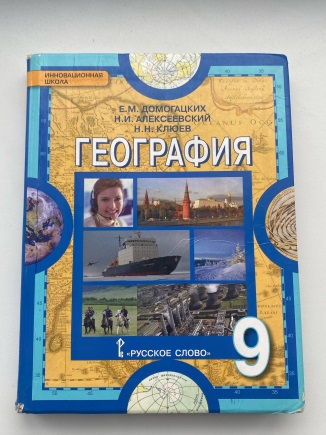 ИННОВАЦИОННАЯ
ШКОЛА
Е.М. ДОМОГАЦКИХ
Н.И. АЛЕКСЕЕВСКИЙ
Н.Н. КЛЮЕВ
ГЕОГРАФИЯ
«РУССКОЕ СЛОВО»
9